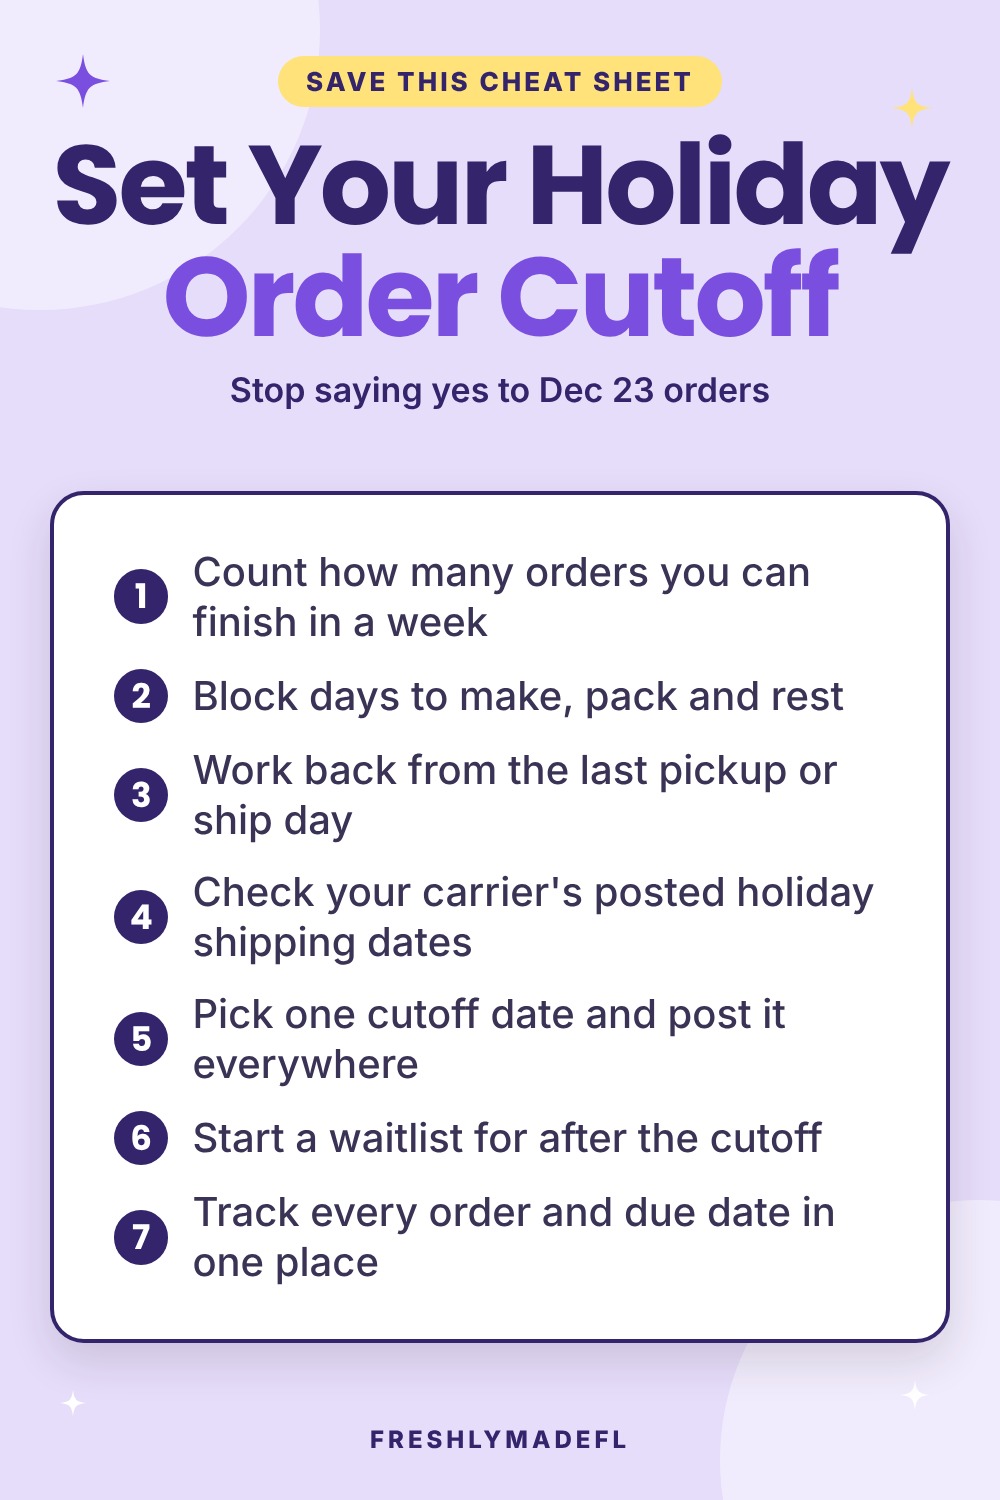 SAVE THIS CHEAT SHEET
Set Your Holiday
Order Cutoff
Stop saying yes to Dec 23 orders
1 Count how many orders you can
finish in a week
2 Block days to make, pack and rest
3 Work back from the last pickup or
ship day
4 Check your carrier's posted holiday
shipping dates
5 Pick one cutoff date and post it
everywhere
6 Start a waitlist for after the cutoff
7 Track every order and due date in
one place
FRESHLYMADEFL